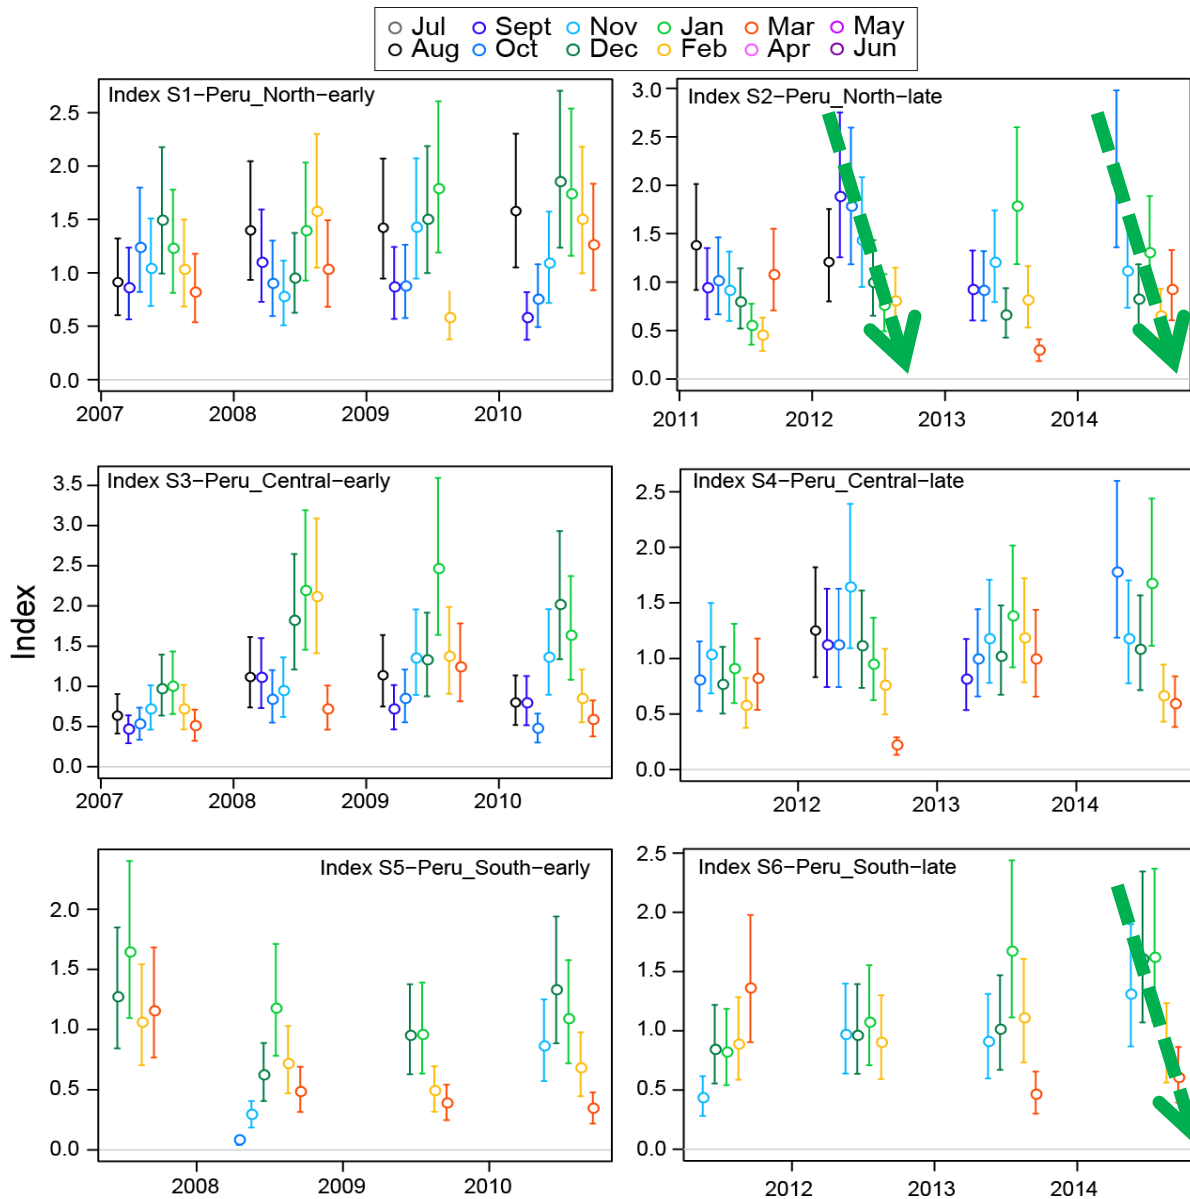 Jul Sept Nov Jan Mar May
Aug Oct Dec Feb Apr Jun
Index S1-Peru_North-early
2.5
2.0
1.5
1.0
0.5
0.0
2007 2008 2009 2010
Index S2-Peru_North-late
3.0
2.5
2.0
1.5
1.0
0.5
0.0
2011 2012 2013 2014
Index
Index S3-Peru_Central-early
3.5
3.0
2.5
2.0
1.5
1.0
0.5
0.0
2007 2008 2009 2010
Index S4-Peru_Central-late
2.5
2.0
1.5
1.0
0.5
0.0
2012 2013 2014
Index S5-Peru_South-early
2.0
1.5
1.0
0.5
0.0
2008 2009 2010
Index S6-Peru_South-late
2.5
2.0
1.5
1.0
0.5
0.0
2012 2013 2014